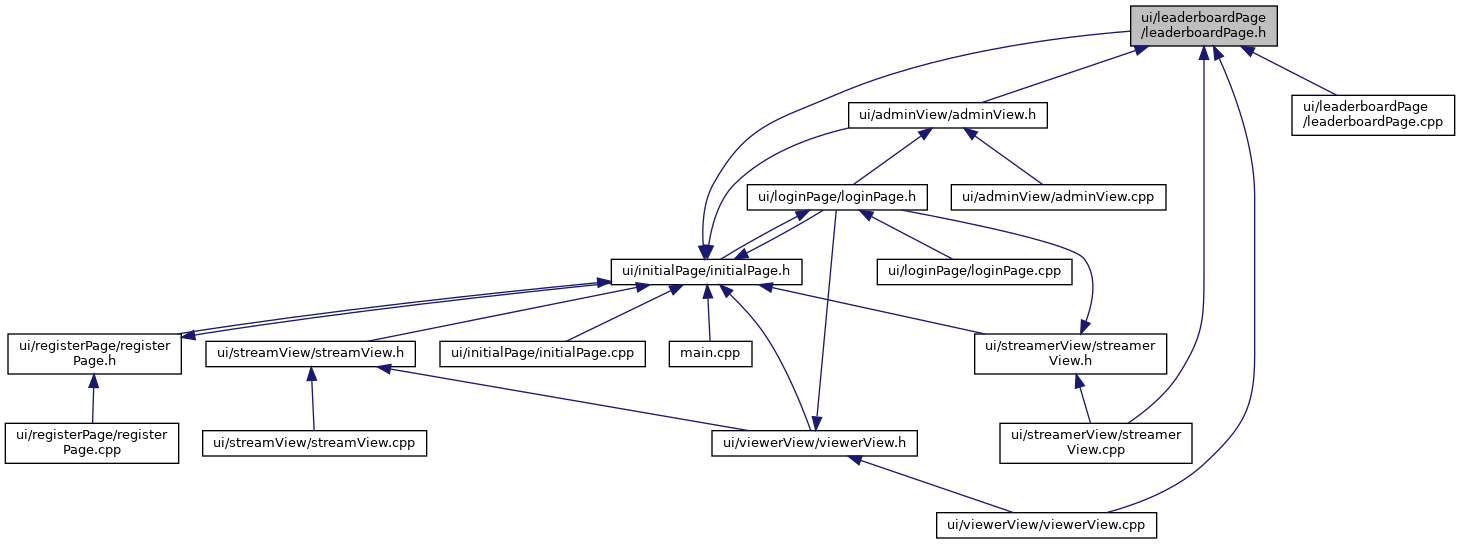 ui/leaderboardPage
/leaderboardPage.h
ui/adminView/adminView.h
ui/leaderboardPage
/leaderboardPage.cpp
ui/loginPage/loginPage.h
ui/adminView/adminView.cpp
ui/initialPage/initialPage.h
ui/loginPage/loginPage.cpp
ui/registerPage/register
Page.h
ui/streamView/streamView.h
ui/initialPage/initialPage.cpp
main.cpp
ui/streamerView/streamer
View.h
ui/registerPage/register
Page.cpp
ui/streamView/streamView.cpp
ui/viewerView/viewerView.h
ui/streamerView/streamer
View.cpp
ui/viewerView/viewerView.cpp